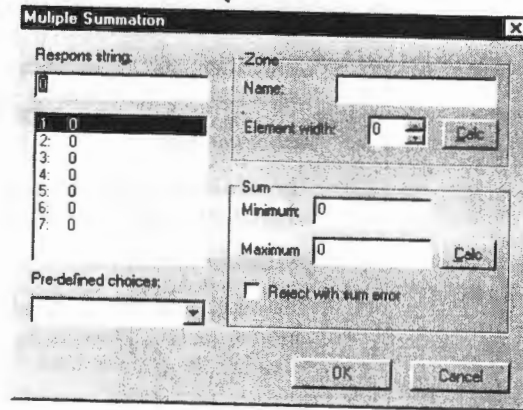 Muliple Summation
Respons string:
0
1: 0
2: 0
3: 0
4: 0
5: 0
6: 0
7: 0
Pre-defined choices:
Zone
Name:
Element width: 0 Calc
Sum
Minimum: 0
Maximum 0 Calc
Reject with sum error
OK Cancel